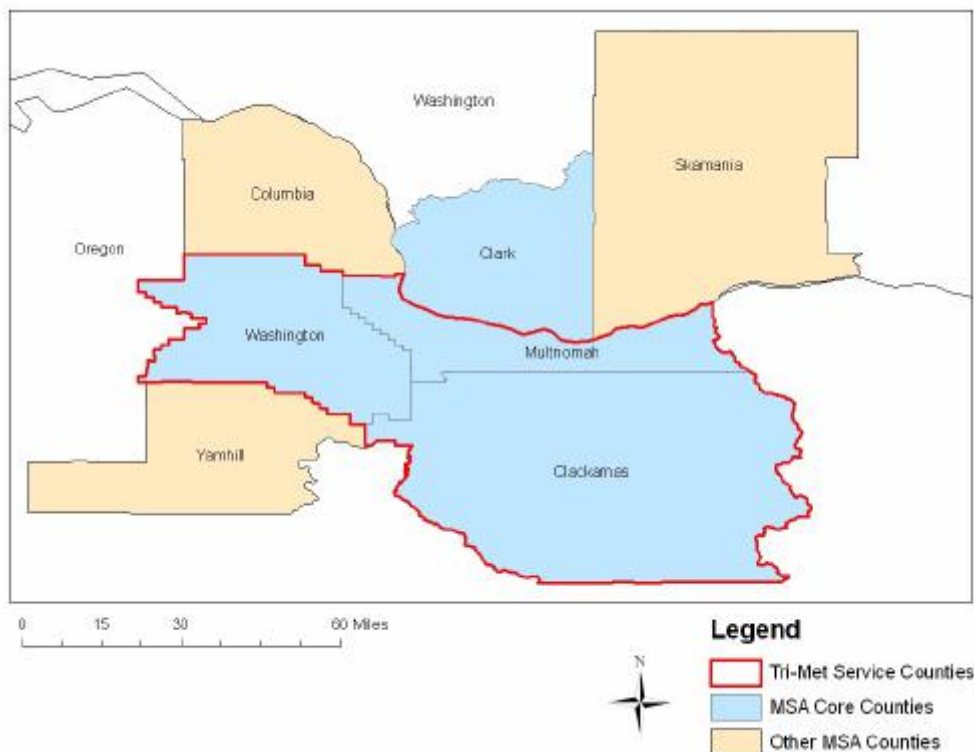 Washington
Skamania
Columbia
Oregon
Clark
Washington
Multnomah
Yamhill
Clackamas
0 15 30 60 Miles
N
Legend
Tri-Met Service Counties
MSA Core Counties
Other MSA Counties